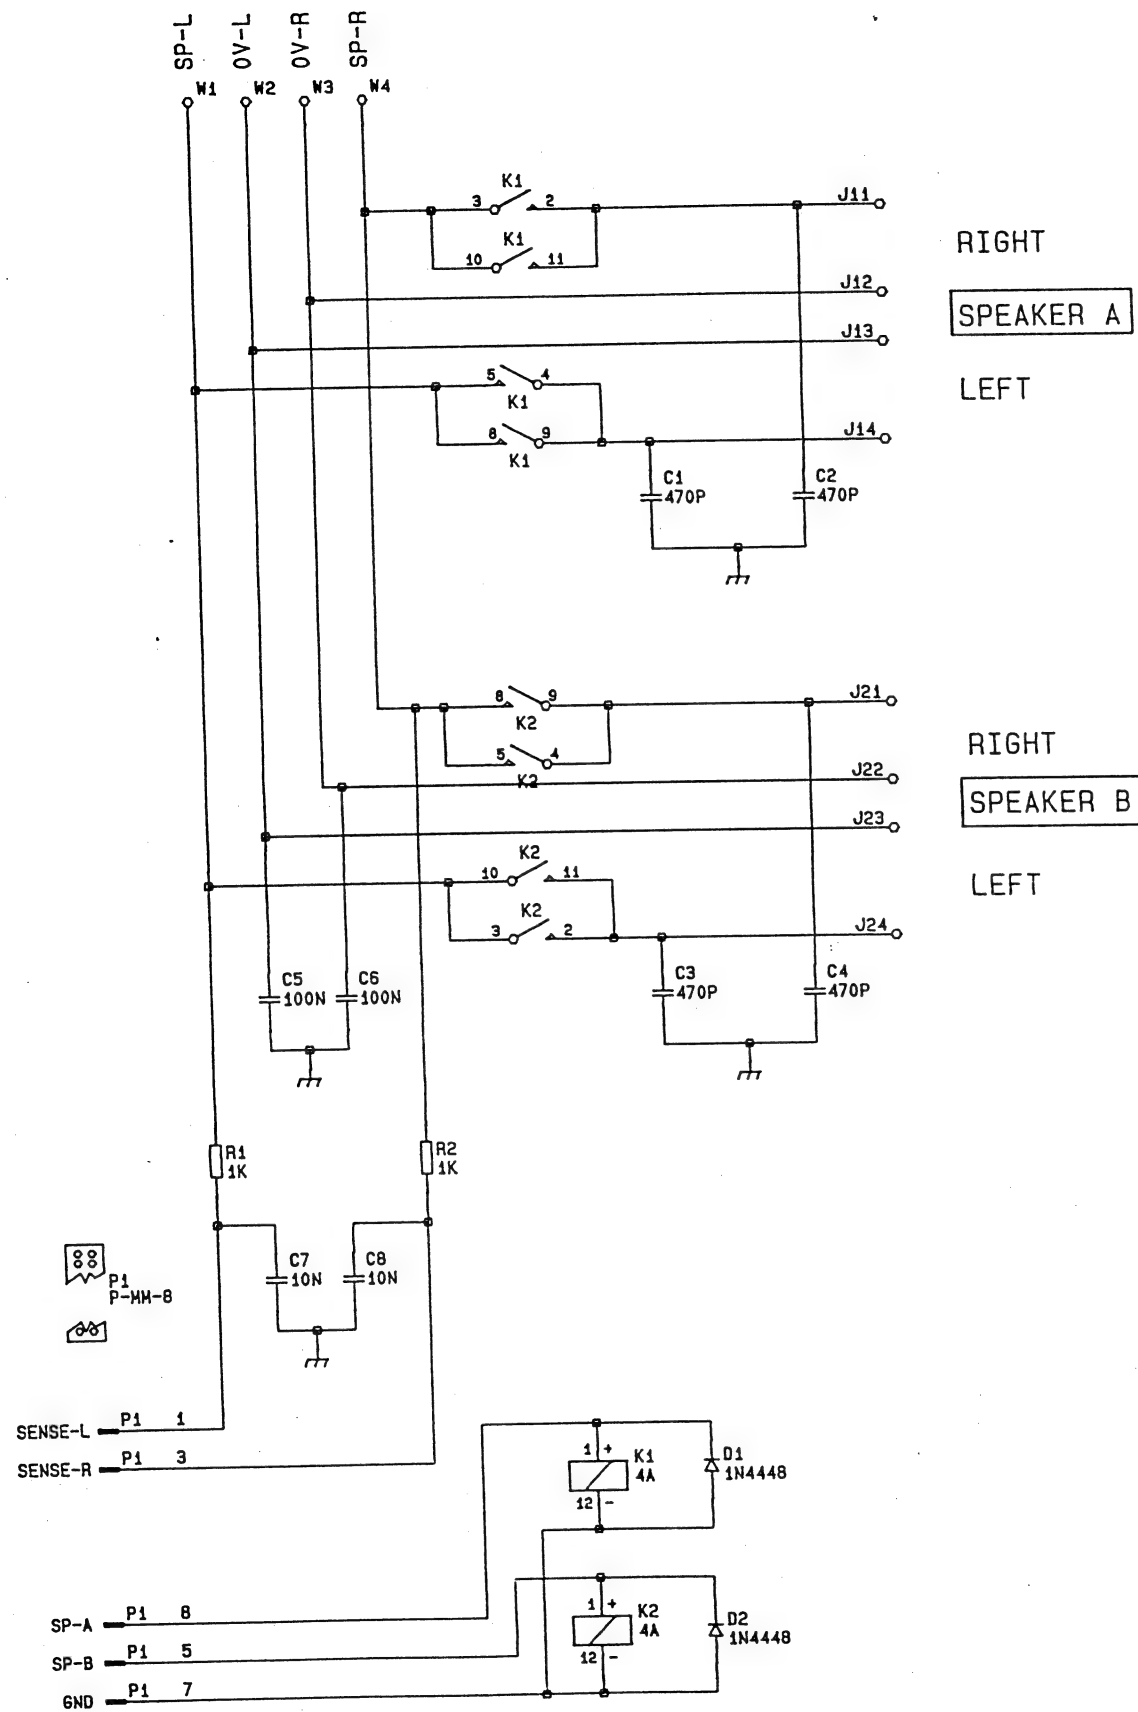 SP-L
0V-L
0V-R
SP-R
W1
W2
W3
W4
K1
3
2
J11
K1
10
11
RIGHT
J12
SPEAKER A
J13
5
4
K1
LEFT
8
9
J14
K1
C1
470P
C2
470P
8
9
J21
K2
5
4
RIGHT
K2
J22
SPEAKER B
J23
K2
10
11
LEFT
K2
3
2
J24
C5
100N
C6
100N
C3
470P
C4
470P
R1
1K
R2
1K
C7
10N
C8
10N
P1
P-MM-8
SENSE-L P1 1
SENSE-R P1 3
1 +
K1
4A
12 -
D1
1N4448
SP-A P1 8
SP-B P1 5
GND P1 7
1 +
K2
4A
12 -
D2
1N4448